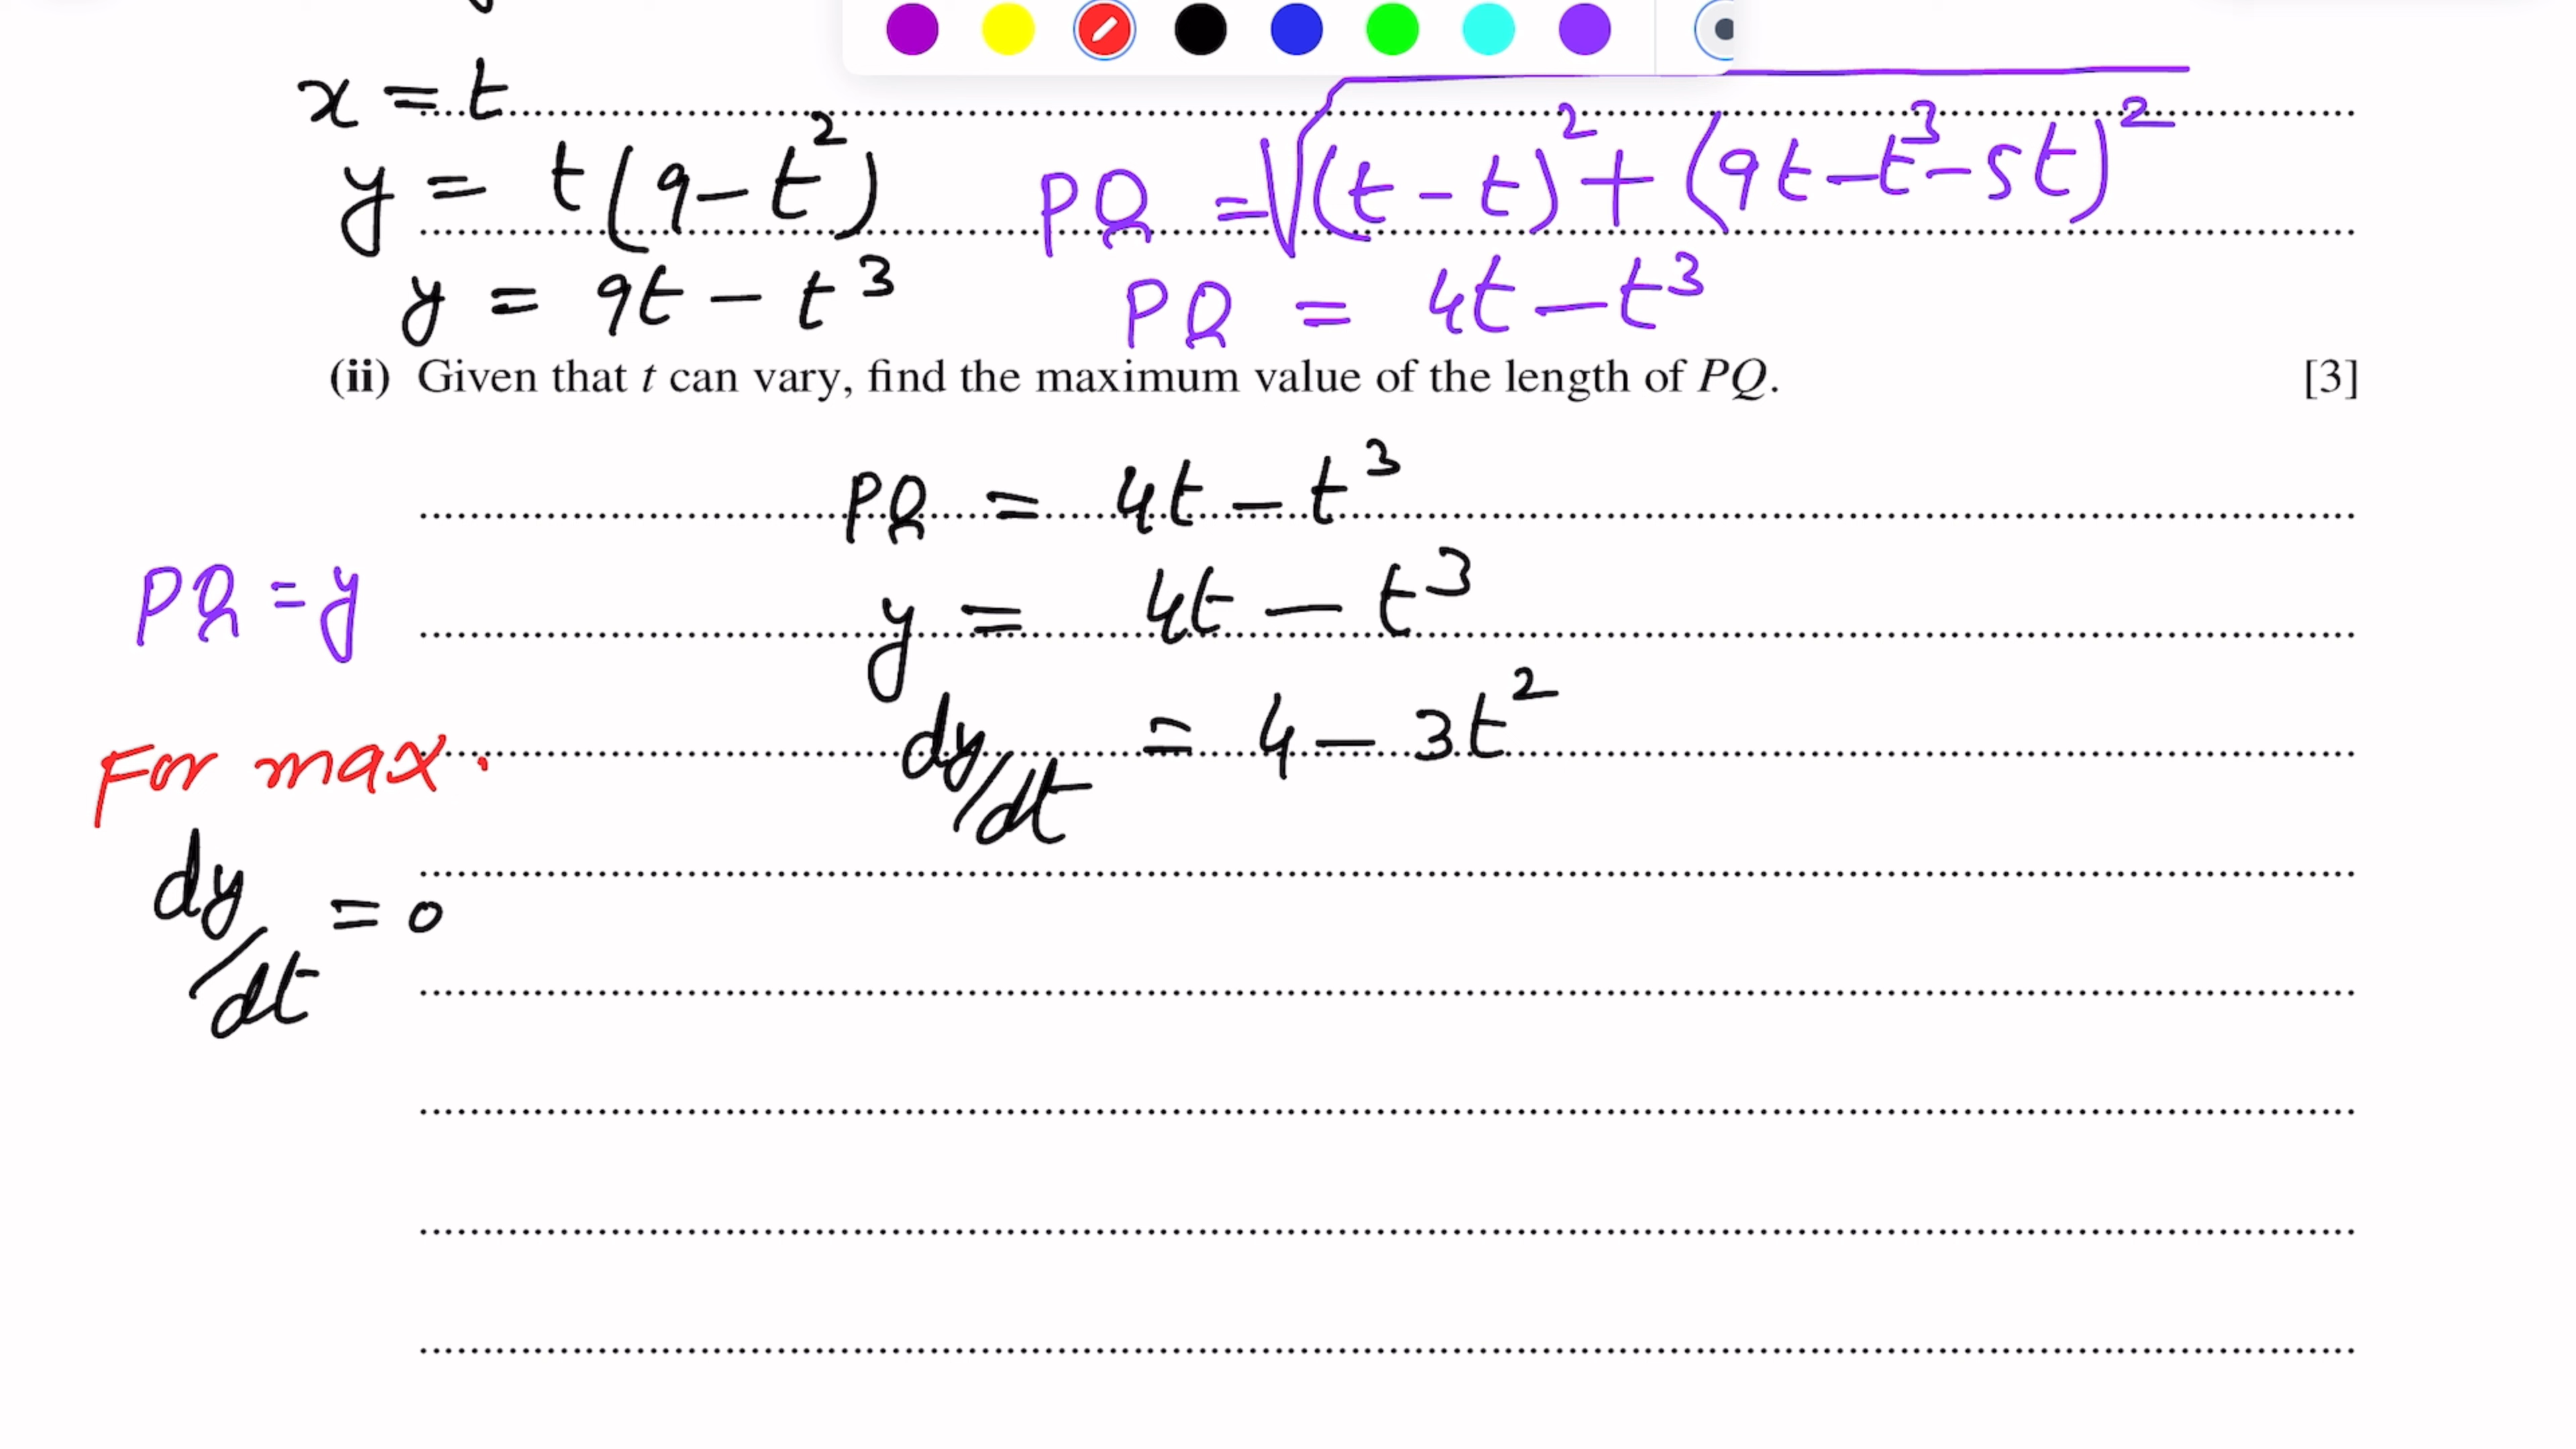 x = t
y = t(9-t²)
PQ = √(t-t)²+(9t-t³-5t)²
y = 9t - t³
PQ = 4t-t³
(ii) Given that t can vary, find the maximum value of the length of PQ. [3]
PQ = 4t-t³
PQ = y
y = 4t - t³
For max.
dy/dt = 4 - 3t²
dy/dt = 0